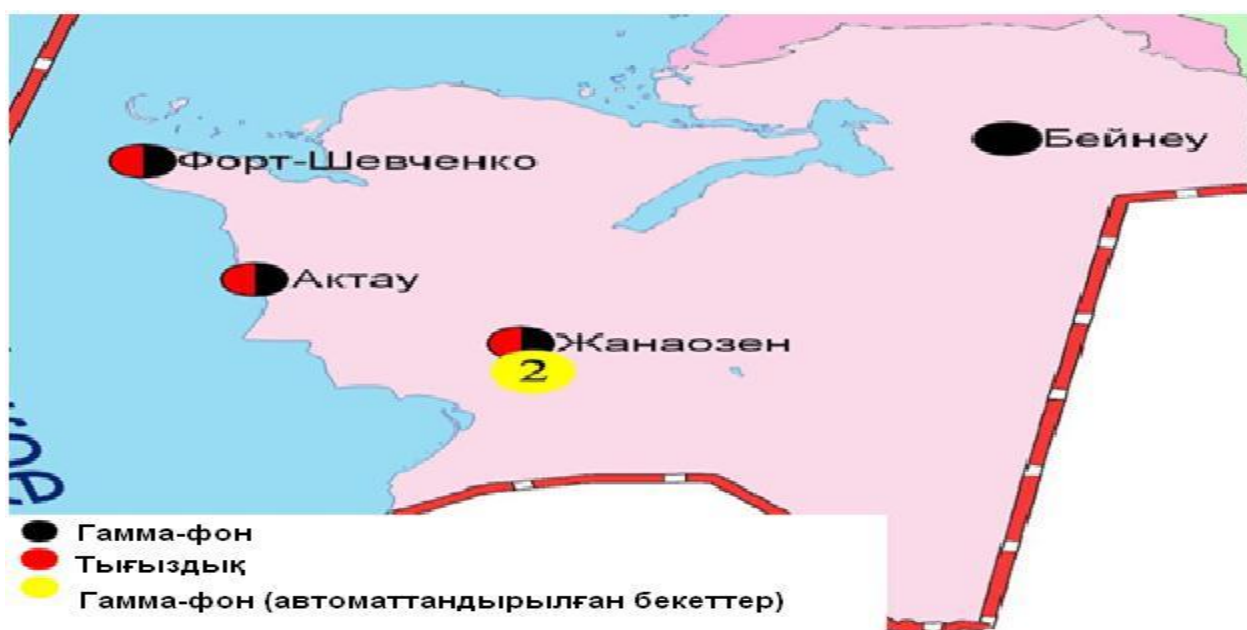 Бейнеу
Форт-Шевченко
Актау
Жанаозен
2
Гамма-фон
Тығыздық
Гамма-фон (автоматтандырылған бекеттер)